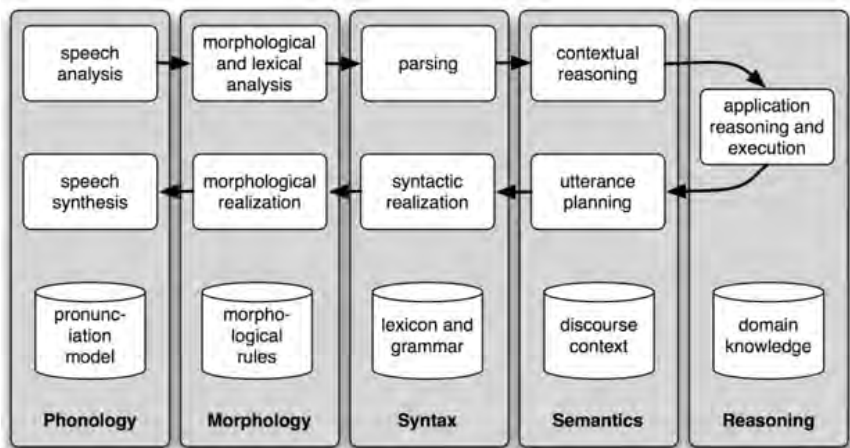 speech
analysis
morphological
and lexical
analysis
parsing
contextual
reasoning
application
reasoning and
execution
speech
synthesis
morphological
realization
syntactic
realization
utterance
planning
pronunc-
iation
model
morpho-
logical
rules
lexicon and
grammar
discourse
context
domain
knowledge
Phonology
Morphology
Syntax
Semantics
Reasoning